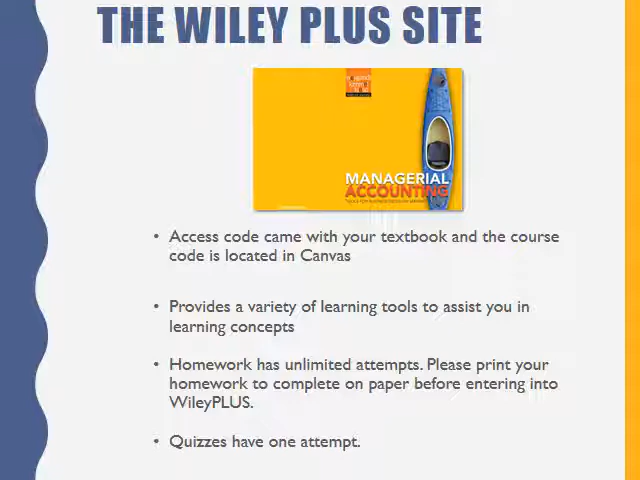 THE WILEY PLUS SITE
MANAGERIAL
ACCOUNTING
• Access code came with your textbook and the course
code is located in Canvas
• Provides a variety of learning tools to assist you in
learning concepts
• Homework has unlimited attempts. Please print your
homework to complete on paper before entering into
WileyPLUS.
• Quizzes have one attempt.